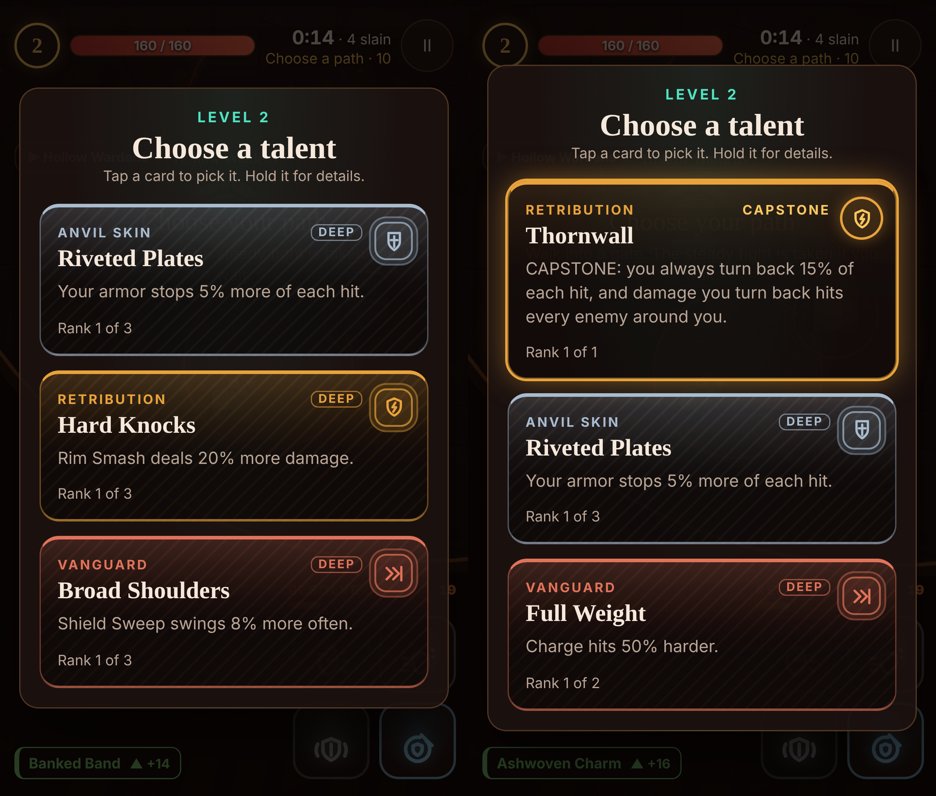 2
160 / 160
0:14 · 4 slain
Choose a path · 10
LEVEL 2
Choose a talent
Tap a card to pick it. Hold it for details.
ANVIL SKIN
DEEP
Riveted Plates
Your armor stops 5% more of each hit.
Rank 1 of 3
RETRIBUTION
DEEP
Hard Knocks
Rim Smash deals 20% more damage.
Rank 1 of 3
VANGUARD
DEEP
Broad Shoulders
Shield Sweep swings 8% more often.
Rank 1 of 3
Banked Band ▲ +14
2
160 / 160
0:14 · 4 slain
Choose a path · 10
LEVEL 2
Choose a talent
Tap a card to pick it. Hold it for details.
RETRIBUTION
CAPSTONE
Thornwall
CAPSTONE: you always turn back 15% of
each hit, and damage you turn back hits
every enemy around you.
Rank 1 of 1
ANVIL SKIN
DEEP
Riveted Plates
Your armor stops 5% more of each hit.
Rank 1 of 3
VANGUARD
DEEP
Full Weight
Charge hits 50% harder.
Rank 1 of 2
Ashwoven Charm ▲ +16